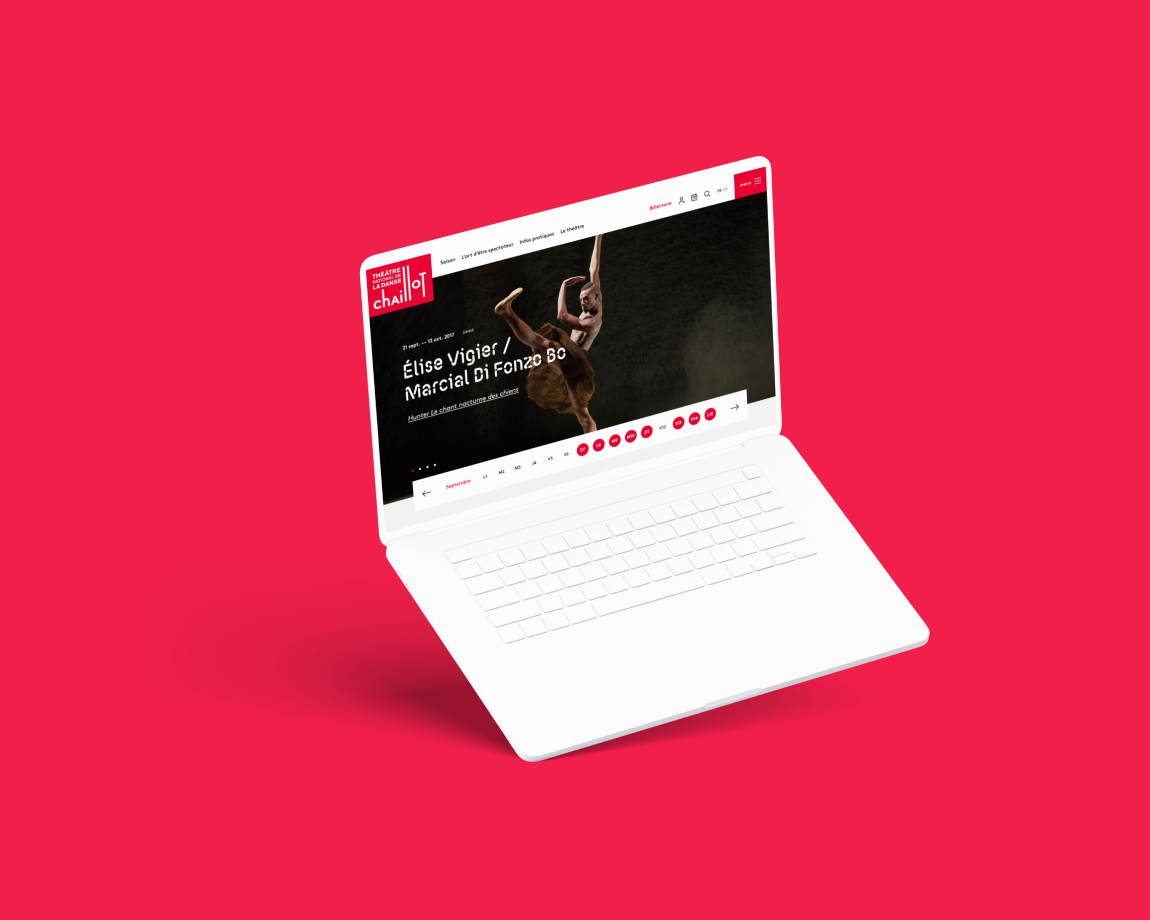 THÉÂTRE
NATIONAL DE
LA DANSE
chaillot
Saison L'art d'être spectateur Infos pratiques Le théâtre
Billetterie FR EN
menu
21 sept. — 13 oct. 2017 DANSE
Élise Vigier /
Marcial Di Fonzo Bo
Hunter Le chant nocturne des chiens
Septembre L1 M2 M3 J4 V5 S6 D7 L8 M9 M10 J11 V12 S13 D14 L15